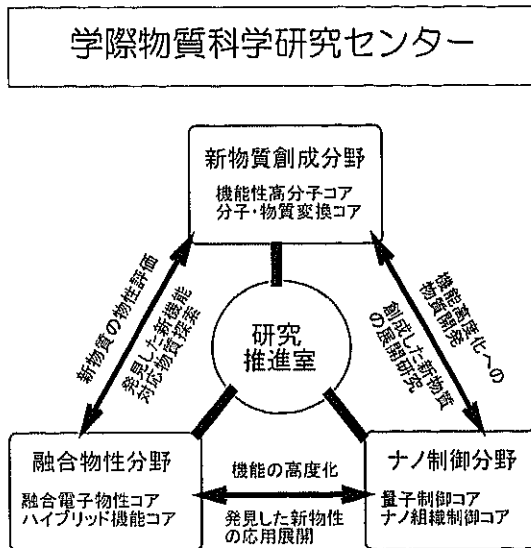 学際物質科学研究センター
新物質創成分野
機能性高分子コア
分子・物質変換コア
新物質の物性評価
発見した新機能
対応物質探索
機能高度化への
物質開発
創成した新物質
の展開研究
研究
推進室
融合物性分野
融合電子物性コア
ハイブリッド機能コア
機能の高度化
発見した新物性
の応用展開
ナノ制御分野
量子制御コア
ナノ組織制御コア